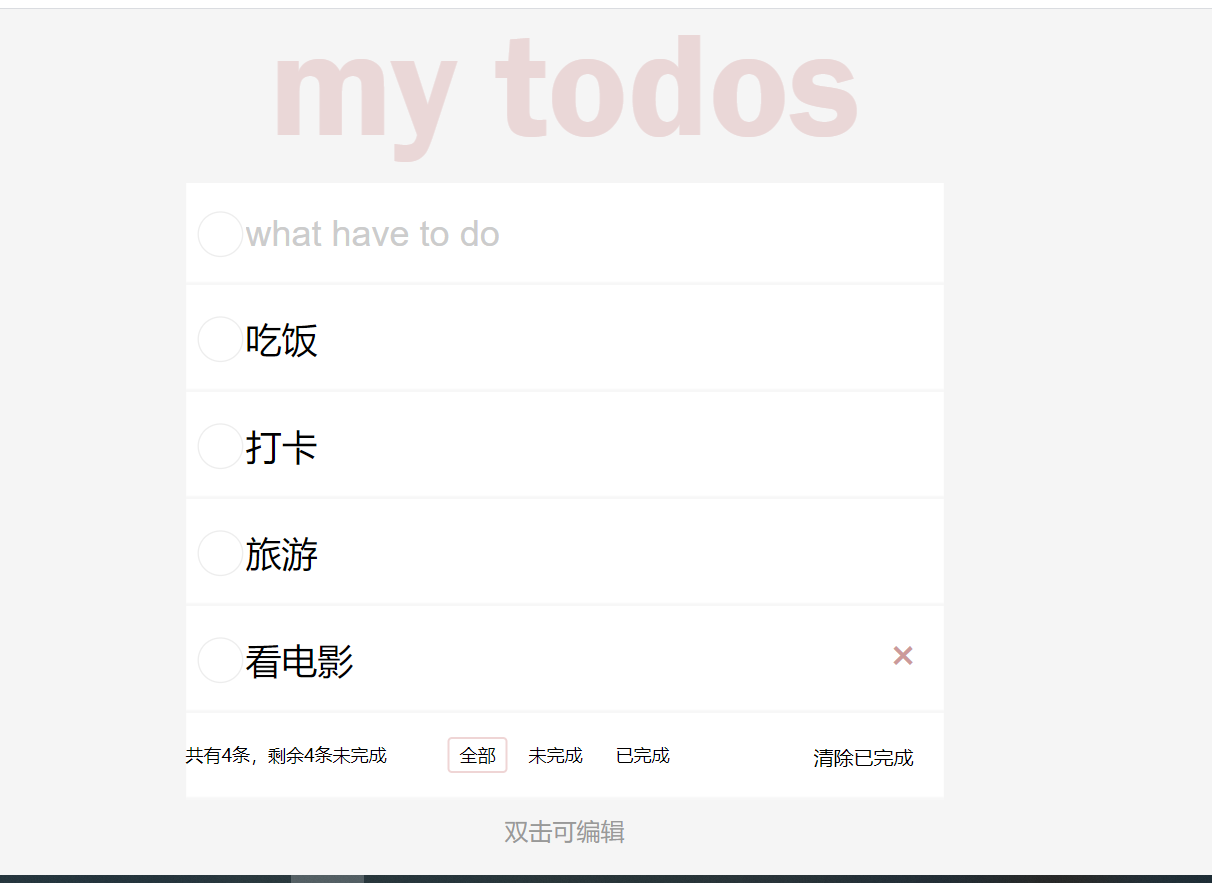 my todos
what have to do
吃饭
打卡
旅游
看电影
共有4条，剩余4条未完成 全部 未完成 已完成 清除已完成
双击可编辑